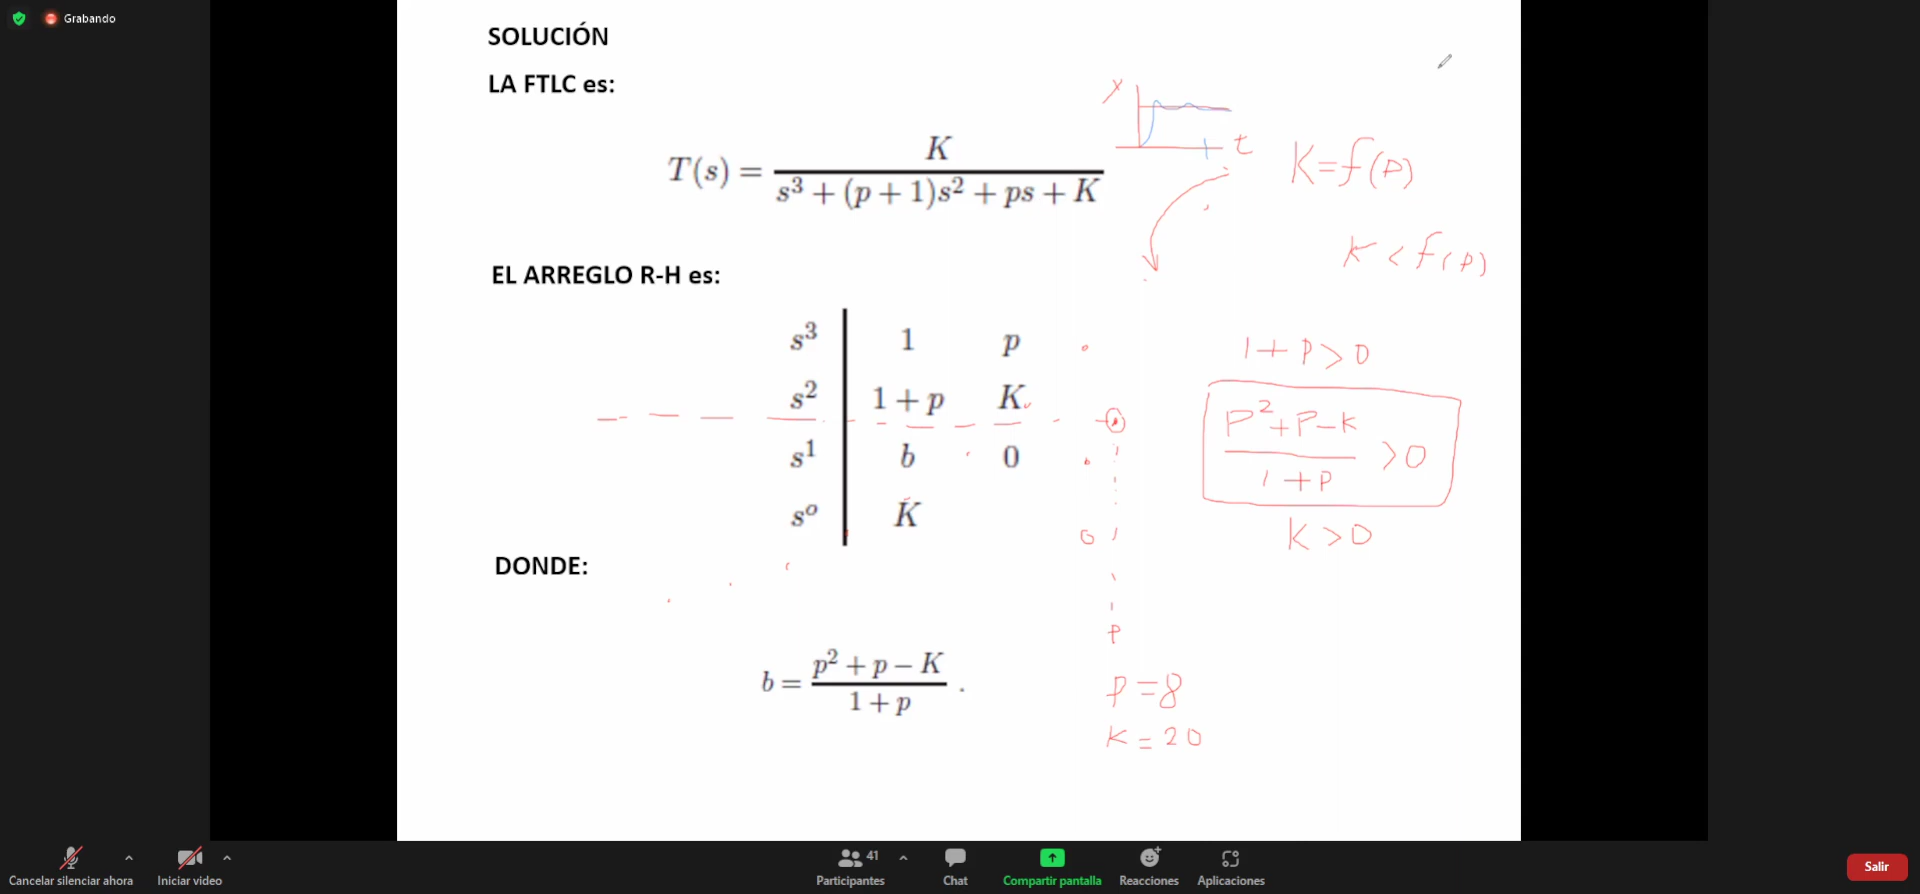 Grabando
SOLUCIÓN
LA FTLC es:
T(s) = K / (s³ + (p + 1)s² + ps + K)
X
t
K=f(p)
K < f(p)
EL ARREGLO R-H es:
s³ 1 p
s² 1 + p K
s¹ b 0
s⁰ K
1 + P > 0
(P² + P - K) / (1 + P) > 0
K > 0
DONDE:
b = (p² + p − K) / (1 + p) .
P
P = 8
K = 20
Cancelar silenciar ahora
Iniciar video
41
Participantes
Chat
Compartir pantalla
Reacciones
Aplicaciones
Salir